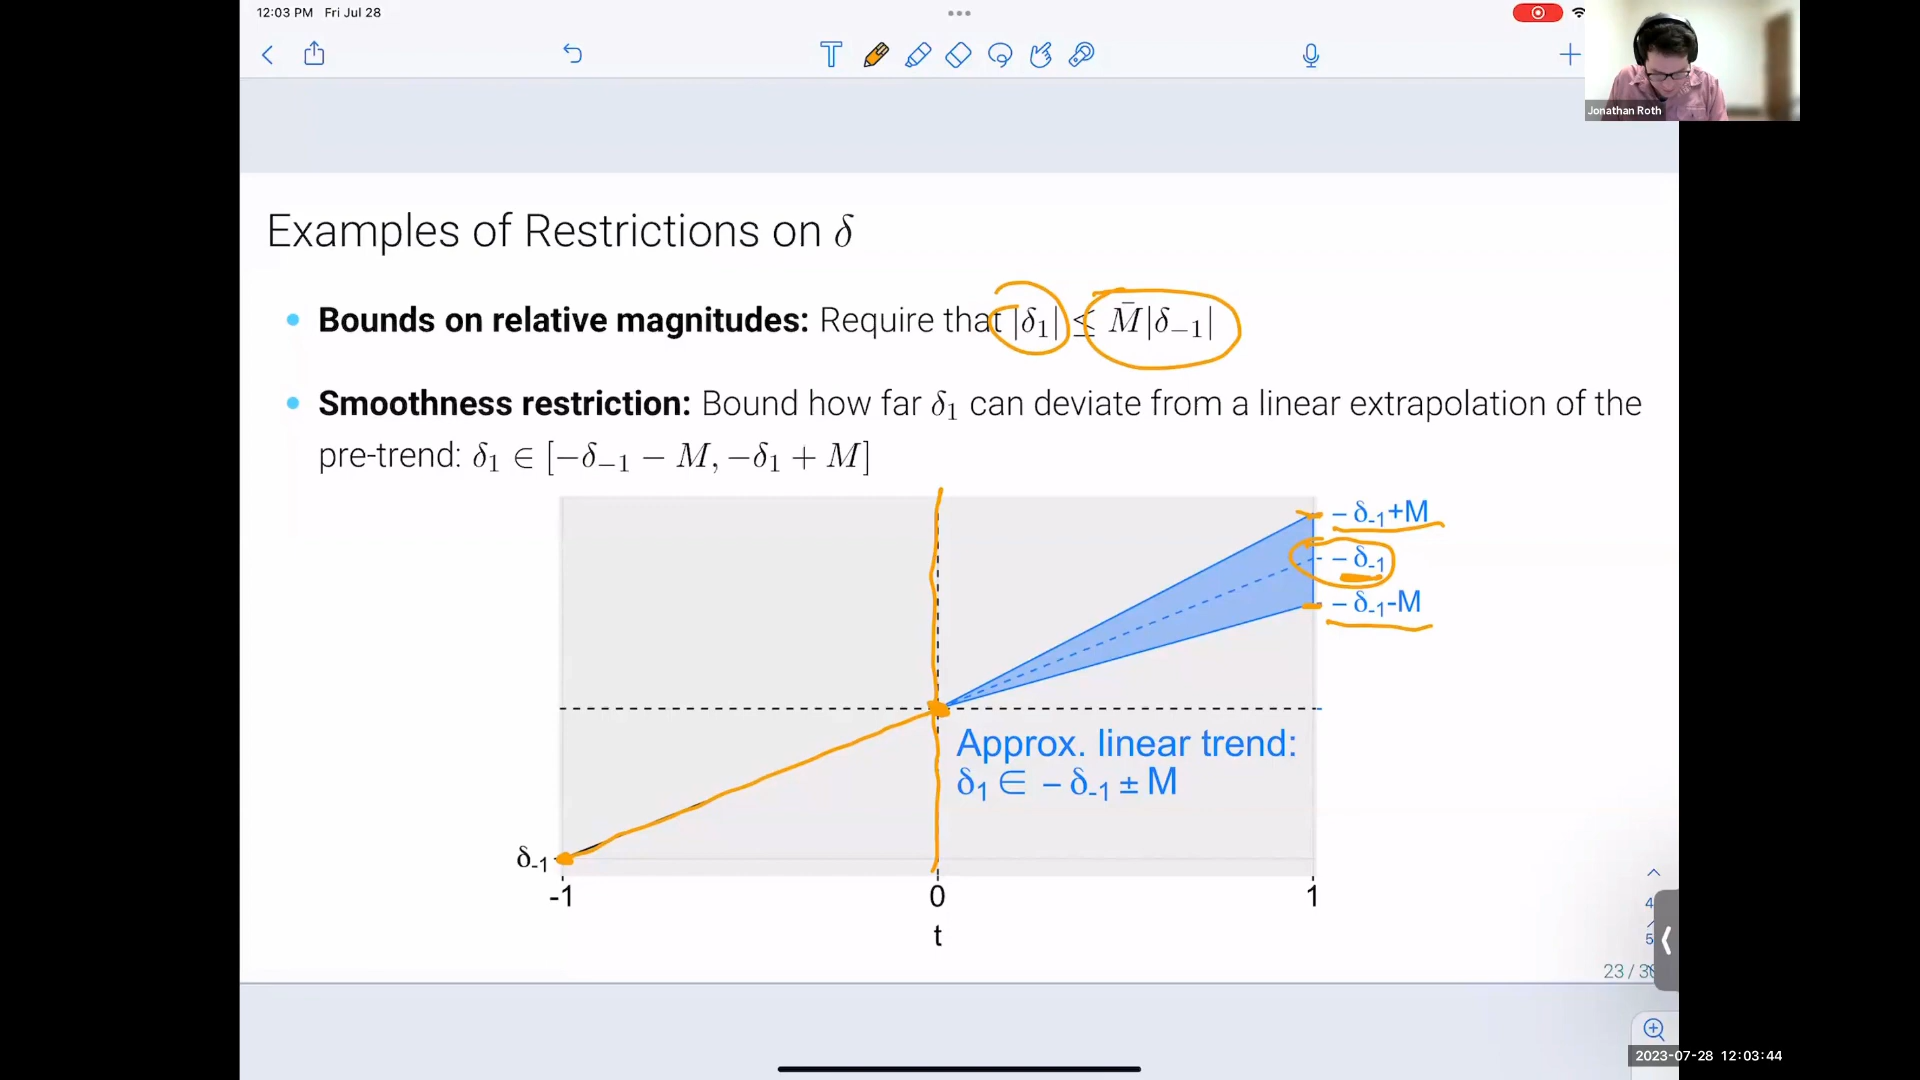 12:03 PM Fri Jul 28
Jonathan Roth
Examples of Restrictions on δ
• Bounds on relative magnitudes: Require that |δ₁| ≤ M̄|δ₋₁|
• Smoothness restriction: Bound how far δ₁ can deviate from a linear extrapolation of the
pre-trend: δ₁ ∈ [−δ₋₁ − M, −δ₁ + M]
− δ₋₁+M
− δ₋₁
− δ₋₁-M
Approx. linear trend:
δ₁ ∈ − δ₋₁ ± M
δ₋₁
-1 0 1
t
4
5
23 /
2023-07-28 12:03:44